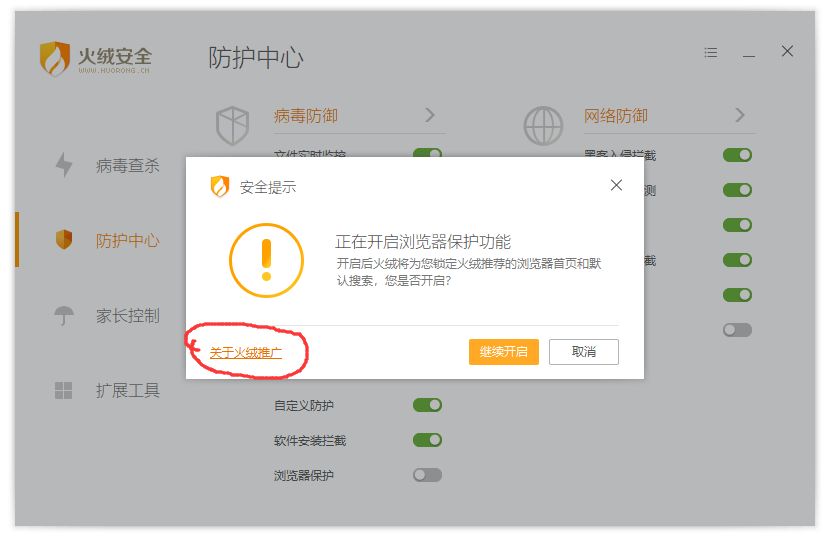 火绒安全
WWW.HUORONG.CN
防护中心
病毒查杀
防护中心
家长控制
扩展工具
病毒防御
网络防御
文件实时监控
黑客入侵拦截
测
截
安全提示
正在开启浏览器保护功能
开启后火绒将为您锁定火绒推荐的浏览器首页和默
认搜索，您是否开启？
关于火绒推广
继续开启
取消
自定义防护
软件安装拦截
浏览器保护